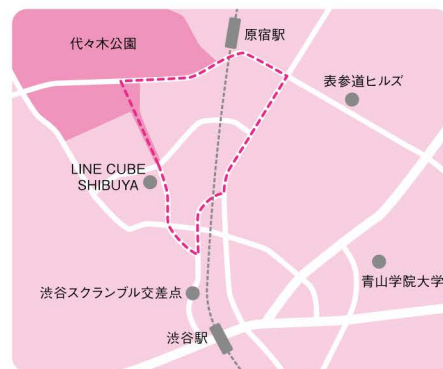 代々木公園
原宿駅
表参道ヒルズ
LINE CUBE
SHIBUYA
青山学院大学
渋谷スクランブル交差点
渋谷駅